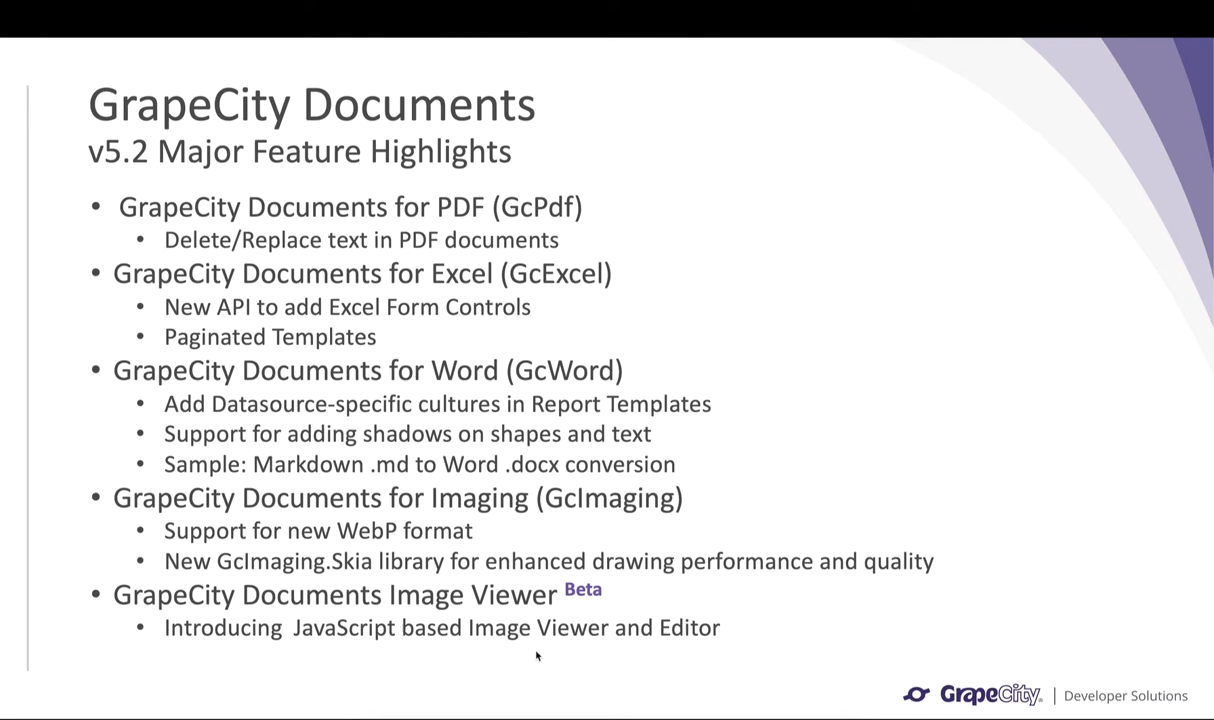 GrapeCity Documents
v5.2 Major Feature Highlights
• GrapeCity Documents for PDF (GcPdf)
• Delete/Replace text in PDF documents
• GrapeCity Documents for Excel (GcExcel)
• New API to add Excel Form Controls
• Paginated Templates
• GrapeCity Documents for Word (GcWord)
• Add Datasource-specific cultures in Report Templates
• Support for adding shadows on shapes and text
• Sample: Markdown .md to Word .docx conversion
• GrapeCity Documents for Imaging (GcImaging)
• Support for new WebP format
• New GcImaging.Skia library for enhanced drawing performance and quality
• GrapeCity Documents Image Viewer Beta
• Introducing  JavaScript based Image Viewer and Editor
GrapeCity. | Developer Solutions